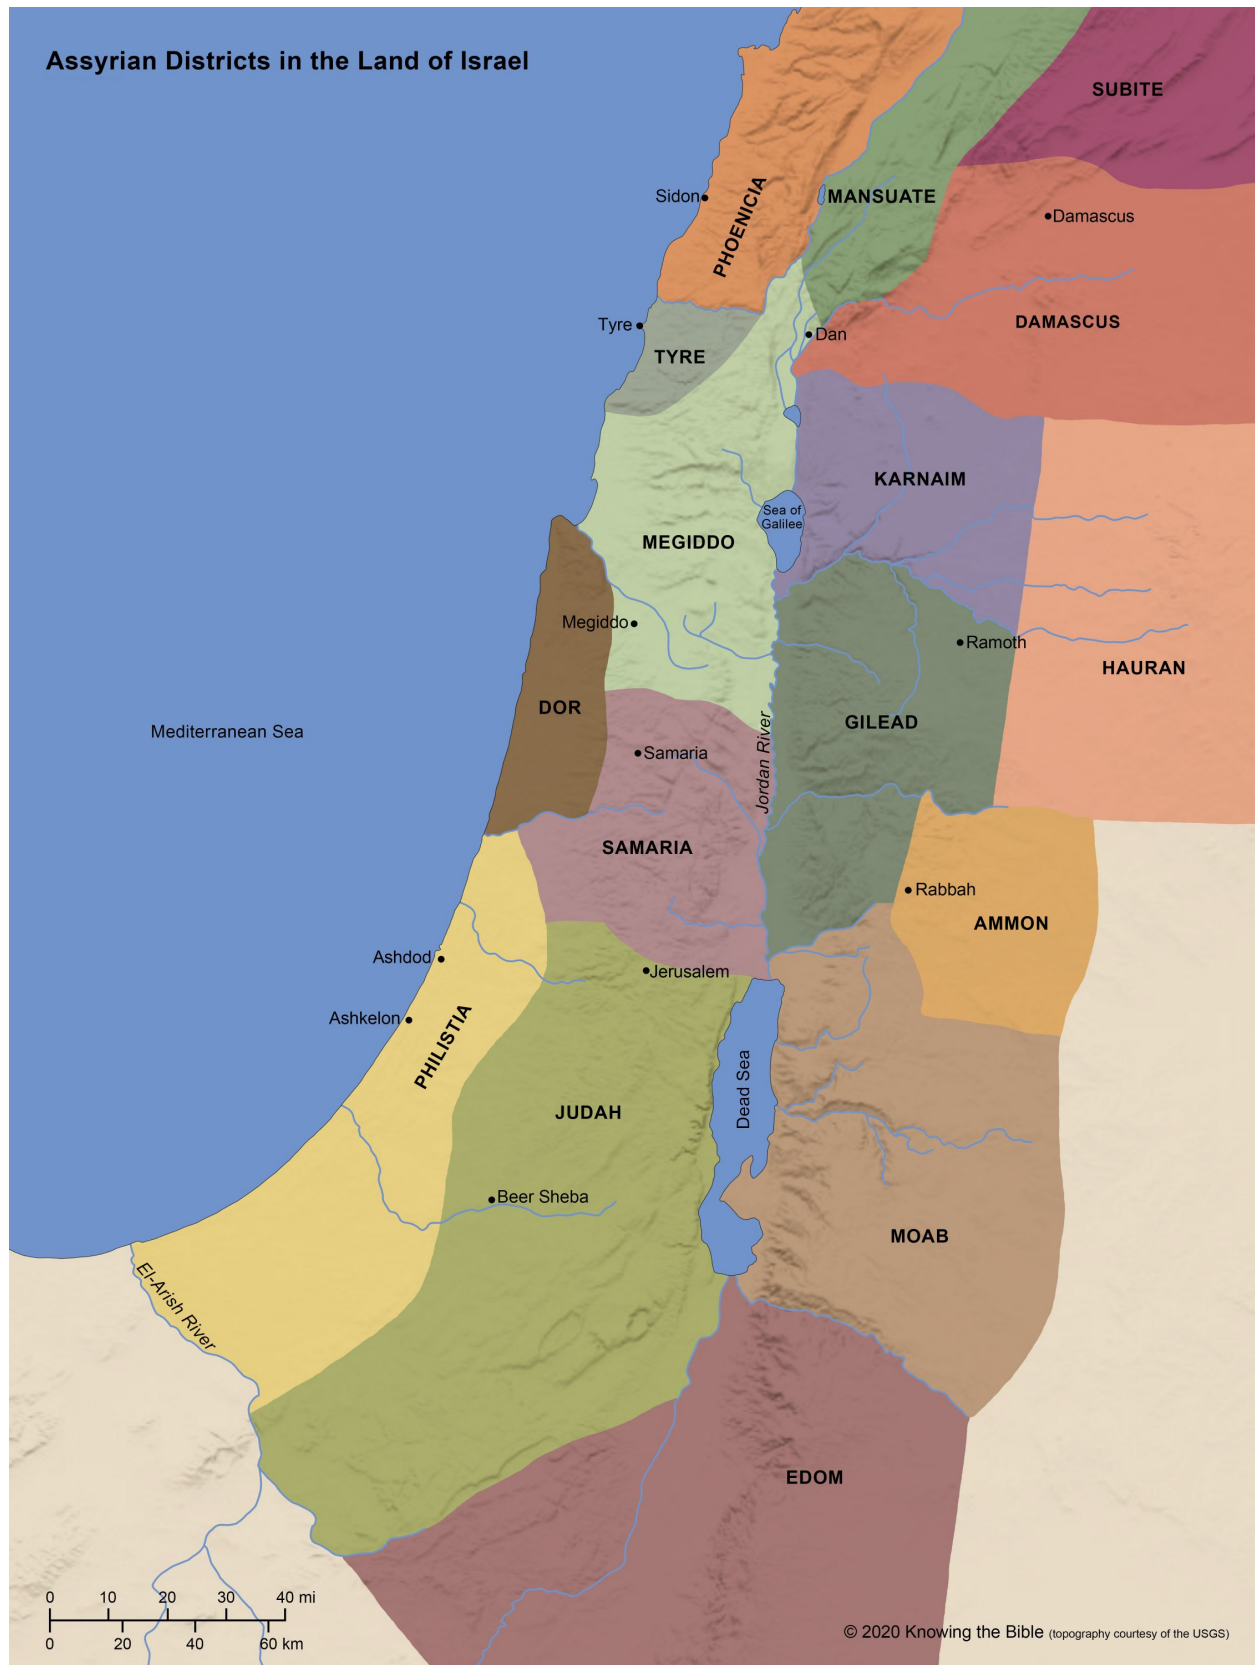 Assyrian Districts in the Land of Israel
SUBITE
Sidon
PHOENICIA
MANSUATE
Damascus
Tyre
TYRE
Dan
DAMASCUS
KARNAIM
Sea of
Galilee
MEGIDDO
Megiddo
Ramoth
HAURAN
DOR
GILEAD
Mediterranean Sea
Samaria
Jordan River
SAMARIA
Rabbah
AMMON
Ashdod
Jerusalem
Ashkelon
PHILISTIA
JUDAH
Dead Sea
Beer Sheba
MOAB
El-Arish River
EDOM
0 10 20 30 40 mi
0 20 40 60 km
© 2020 Knowing the Bible (topography courtesy of the USGS)